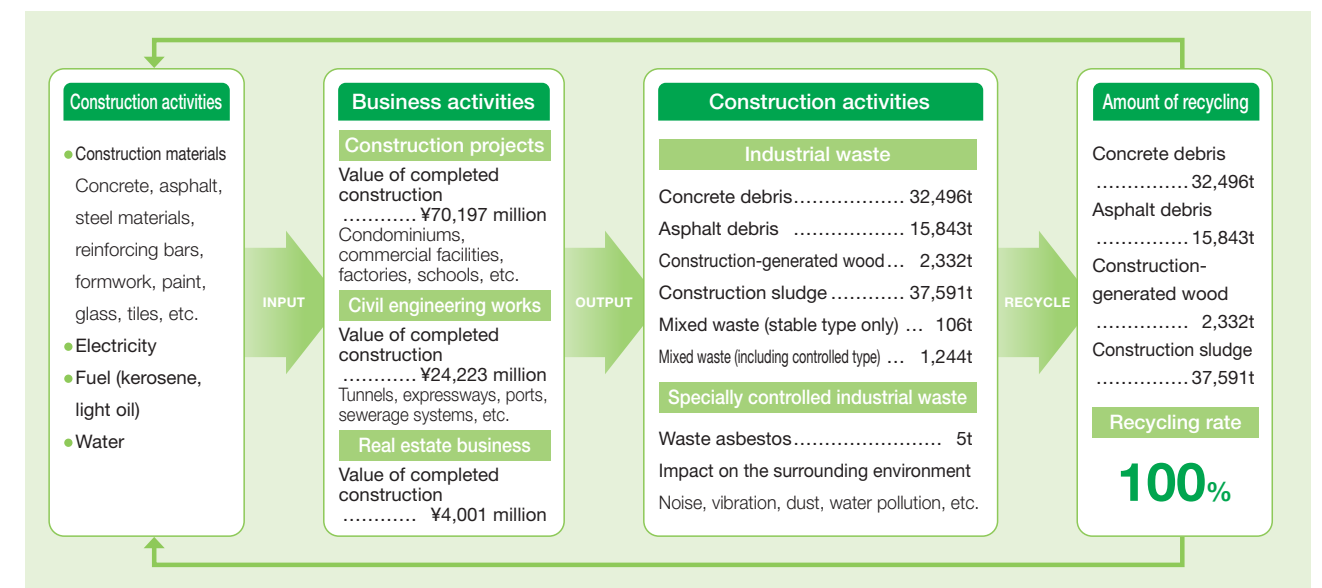 Construction activities
●Construction materials
Concrete, asphalt,
steel materials,
reinforcing bars,
formwork, paint,
glass, tiles, etc.
●Electricity
●Fuel (kerosene,
light oil)
●Water
INPUT
Business activities
Construction projects
Value of completed
construction
............ ¥70,197 million
Condominiums,
commercial facilities,
factories, schools, etc.
Civil engineering works
Value of completed
construction
............ ¥24,223 million
Tunnels, expressways, ports,
sewerage systems, etc.
Real estate business
Value of completed
construction
............ ¥4,001 million
OUTPUT
Construction activities
Industrial waste
Concrete debris.................. 32,496t
Asphalt debris .................. 15,843t
Construction-generated wood... 2,332t
Construction sludge............ 37,591t
Mixed waste (stable type only) ... 106t
Mixed waste (including controlled type) ... 1,244t
Specially controlled industrial waste
Waste asbestos........................ 5t
Impact on the surrounding environment
Noise, vibration, dust, water pollution, etc.
RECYCLE
Amount of recycling
Concrete debris
...............32,496t
Asphalt debris
...............15,843t
Construction-
generated wood
............... 2,332t
Construction sludge
...............37,591t
Recycling rate
100%